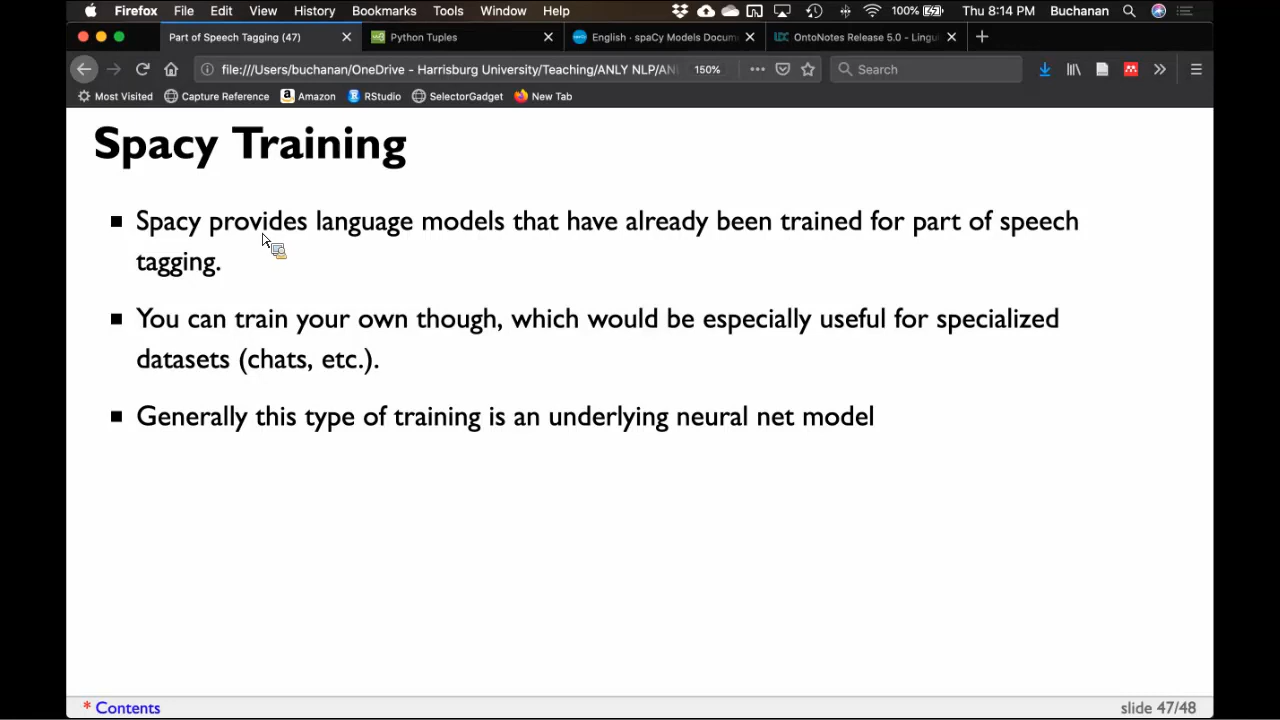 Firefox File Edit View History Bookmarks Tools Window Help 100% Thu 8:14 PM Buchanan
Part of Speech Tagging (47) Python Tuples English · spaCy Models Docum OntoNotes Release 5.0 - Lingui
file:///Users/buchanan/OneDrive - Harrisburg University/Teaching/ANLY NLP/AN 150% Search
Most Visited Capture Reference Amazon RStudio SelectorGadget New Tab
Spacy Training
Spacy provides language models that have already been trained for part of speech
tagging.
You can train your own though, which would be especially useful for specialized
datasets (chats, etc.).
Generally this type of training is an underlying neural net model
* Contents slide 47/48